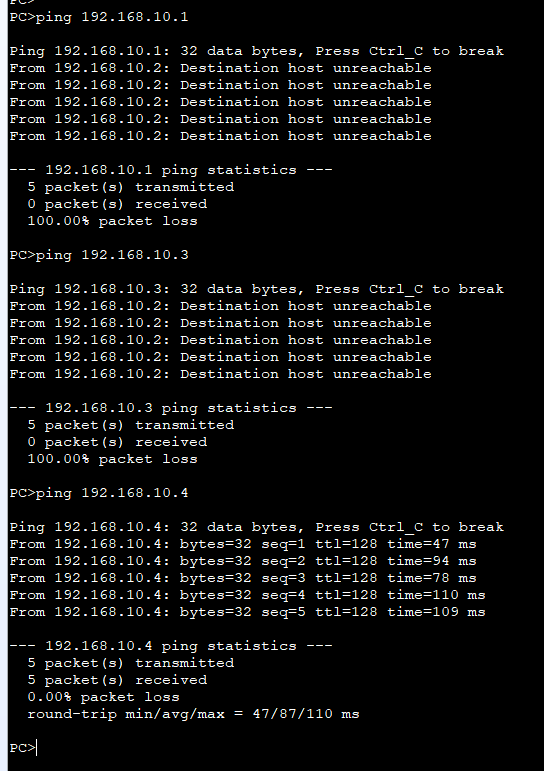 PC>
PC>ping 192.168.10.1
Ping 192.168.10.1: 32 data bytes, Press Ctrl_C to break
From 192.168.10.2: Destination host unreachable
From 192.168.10.2: Destination host unreachable
From 192.168.10.2: Destination host unreachable
From 192.168.10.2: Destination host unreachable
From 192.168.10.2: Destination host unreachable
--- 192.168.10.1 ping statistics ---
5 packet(s) transmitted
0 packet(s) received
100.00% packet loss
PC>ping 192.168.10.3
Ping 192.168.10.3: 32 data bytes, Press Ctrl_C to break
From 192.168.10.2: Destination host unreachable
From 192.168.10.2: Destination host unreachable
From 192.168.10.2: Destination host unreachable
From 192.168.10.2: Destination host unreachable
From 192.168.10.2: Destination host unreachable
--- 192.168.10.3 ping statistics ---
5 packet(s) transmitted
0 packet(s) received
100.00% packet loss
PC>ping 192.168.10.4
Ping 192.168.10.4: 32 data bytes, Press Ctrl_C to break
From 192.168.10.4: bytes=32 seq=1 ttl=128 time=47 ms
From 192.168.10.4: bytes=32 seq=2 ttl=128 time=94 ms
From 192.168.10.4: bytes=32 seq=3 ttl=128 time=78 ms
From 192.168.10.4: bytes=32 seq=4 ttl=128 time=110 ms
From 192.168.10.4: bytes=32 seq=5 ttl=128 time=109 ms
--- 192.168.10.4 ping statistics ---
5 packet(s) transmitted
5 packet(s) received
0.00% packet loss
round-trip min/avg/max = 47/87/110 ms
PC>